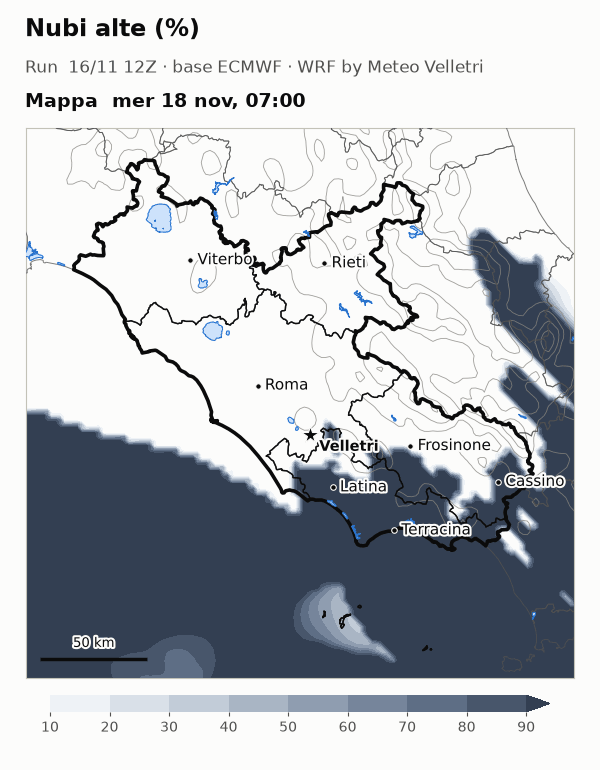 Nubi alte (%)
Run  16/11 12Z · base ECMWF · WRF by Meteo Velletri
Mappa  mer 18 nov, 07:00
Viterbo
Rieti
Roma
Velletri
Frosinone
Latina
Cassino
Terracina
50 km
10 20 30 40 50 60 70 80 90